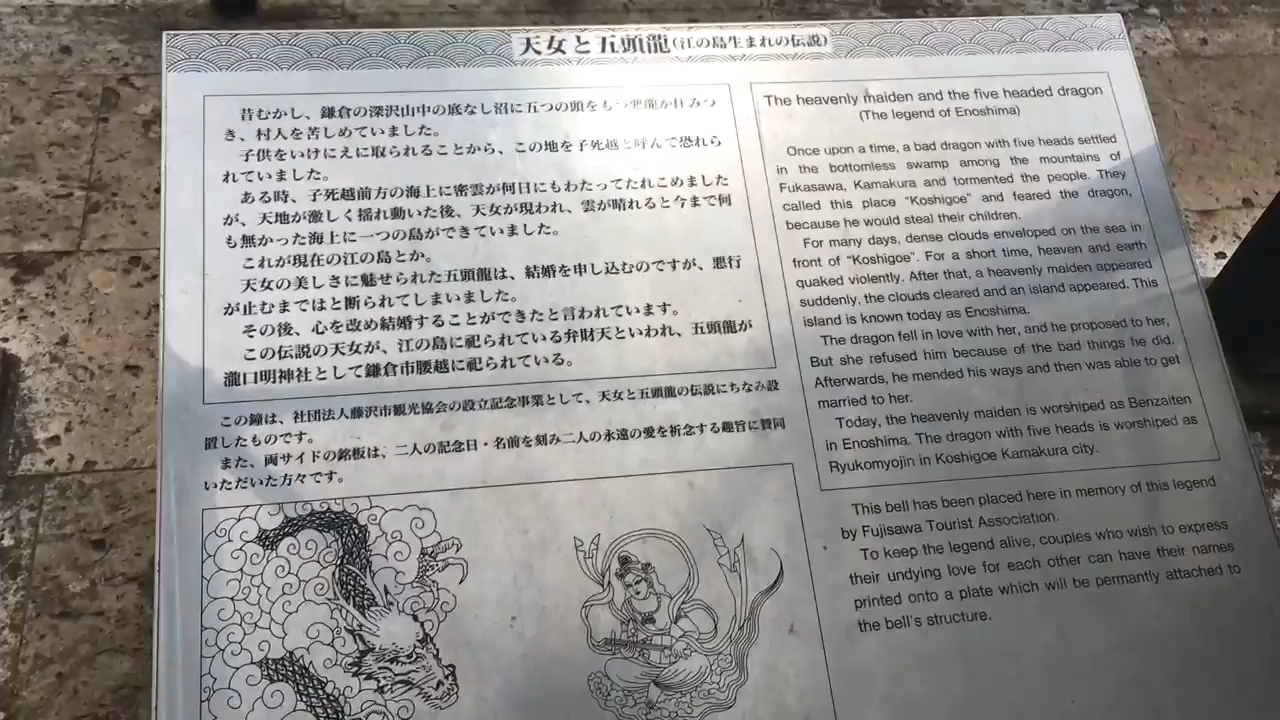 天女と五頭龍(江の島生まれの伝説)
昔むかし、鎌倉の深沢山中の底なし沼に五つの頭をもつ悪龍が住みつ
き、村人を苦しめていました。
子供をいけにえに取られることから、この地を子死越と呼んで恐れら
れていました。
ある時、子死越前方の海上に密雲が何日にもわたってたれこめました
が、天地が激しく揺れ動いた後、天女が現われ、雲が晴れると今まで何
も無かった海上に一つの島ができていました。
これが現在の江の島とか。
天女の美しさに魅せられた五頭龍は、結婚を申し込むのですが、悪行
が止むまではと断られてしまいました。
その後、心を改め結婚することができたと言われています。
この伝説の天女が、江の島に祀られている弁財天といわれ、五頭龍が
瀧口明神社として鎌倉市腰越に祀られている。
この鐘は、社団法人藤沢市観光協会の設立記念事業として、天女と五頭龍の伝説にちなみ設
置したものです。
また、両サイドの銘板は、二人の記念日・名前を刻み二人の永遠の愛を祈念する趣旨に賛同
いただいた方々です。
The heavenly maiden and the five headed dragon
(The legend of Enoshima)
Once upon a time, a bad dragon with five heads settled
in the bottomless swamp among the mountains of
Fukasawa, Kamakura and tormented the people. They
called this place “Koshigoe” and feared the dragon,
because he would steal their children.
For many days, dense clouds enveloped on the sea in
front of “Koshigoe”. For a short time, heaven and earth
quaked violently. After that, a heavenly maiden appeared
suddenly, the clouds cleared and an island appeared. This
island is known today as Enoshima.
The dragon fell in love with her, and he proposed to her,
But she refused him because of the bad things he did.
Afterwards, he mended his ways and then was able to get
married to her.
Today, the heavenly maiden is worshiped as Benzaiten
in Enoshima. The dragon with five heads is worshiped as
Ryukomyojin in Koshigoe Kamakura city.
This bell has been placed here in memory of this legend
by Fujisawa Tourist Association.
To keep the legend alive, couples who wish to express
their undying love for each other can have their names
printed onto a plate which will be permantly attached to
the bell's structure.